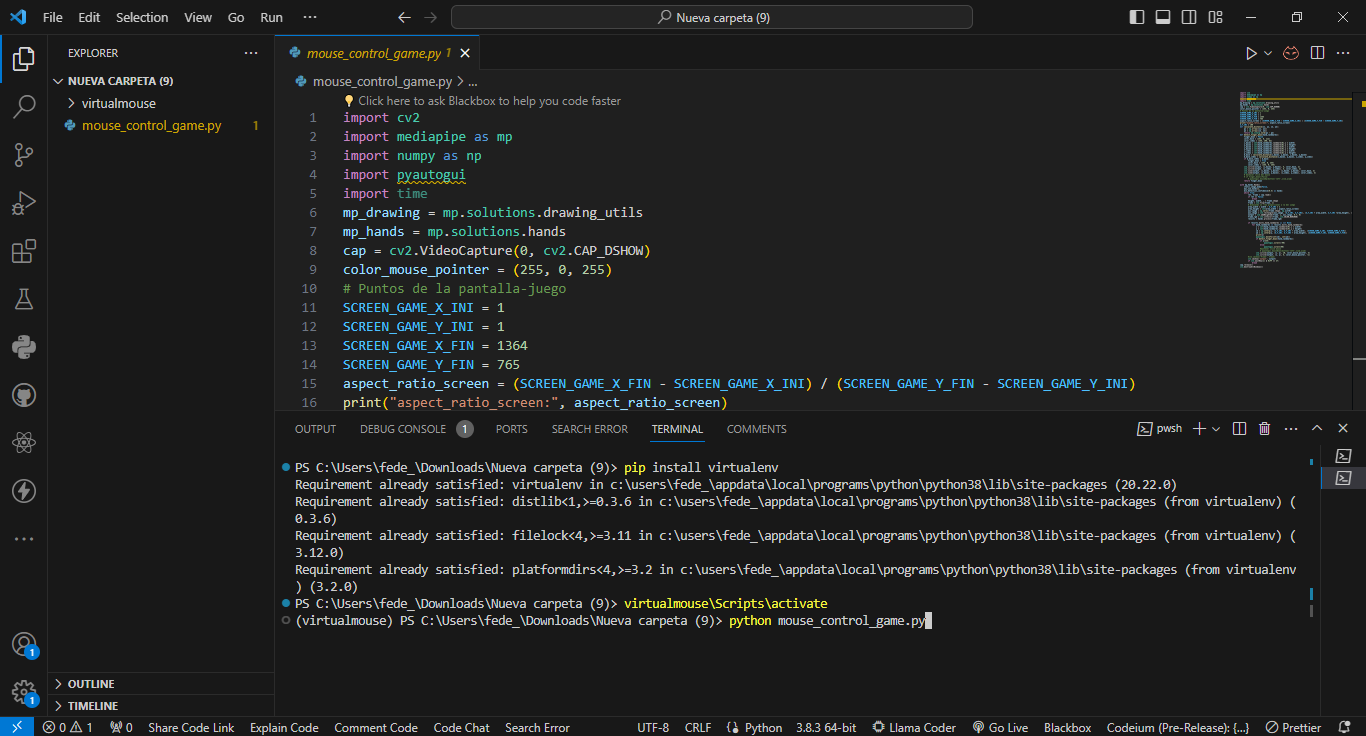 File Edit Selection View Go Run ··· Nueva carpeta (9)
EXPLORER ···
NUEVA CARPETA (9)
virtualmouse
mouse_control_game.py 1
mouse_control_game.py 1
mouse_control_game.py > ...
Click here to ask Blackbox to help you code faster
1 import cv2
2 import mediapipe as mp
3 import numpy as np
4 import pyautogui
5 import time
6 mp_drawing = mp.solutions.drawing_utils
7 mp_hands = mp.solutions.hands
8 cap = cv2.VideoCapture(0, cv2.CAP_DSHOW)
9 color_mouse_pointer = (255, 0, 255)
10 # Puntos de la pantalla-juego
11 SCREEN_GAME_X_INI = 1
12 SCREEN_GAME_Y_INI = 1
13 SCREEN_GAME_X_FIN = 1364
14 SCREEN_GAME_Y_FIN = 765
15 aspect_ratio_screen = (SCREEN_GAME_X_FIN - SCREEN_GAME_X_INI) / (SCREEN_GAME_Y_FIN - SCREEN_GAME_Y_INI)
16 print("aspect_ratio_screen:", aspect_ratio_screen)
OUTPUT DEBUG CONSOLE 1 PORTS SEARCH ERROR TERMINAL COMMENTS pwsh
PS C:\Users\fede_\Downloads\Nueva carpeta (9)> pip install virtualenv
Requirement already satisfied: virtualenv in c:\users\fede_\appdata\local\programs\python\python38\lib\site-packages (20.22.0)
Requirement already satisfied: distlib<1,>=0.3.6 in c:\users\fede_\appdata\local\programs\python\python38\lib\site-packages (from virtualenv) (
0.3.6)
Requirement already satisfied: filelock<4,>=3.11 in c:\users\fede_\appdata\local\programs\python\python38\lib\site-packages (from virtualenv) (
3.12.0)
Requirement already satisfied: platformdirs<4,>=3.2 in c:\users\fede_\appdata\local\programs\python\python38\lib\site-packages (from virtualenv
) (3.2.0)
PS C:\Users\fede_\Downloads\Nueva carpeta (9)> virtualmouse\Scripts\activate
(virtualmouse) PS C:\Users\fede_\Downloads\Nueva carpeta (9)> python mouse_control_game.py
1
1
OUTLINE
TIMELINE
0 1 0 Share Code Link Explain Code Comment Code Code Chat Search Error UTF-8 CRLF Python 3.8.3 64-bit Llama Coder Go Live Blackbox Codeium (Pre-Release): {...} Prettier